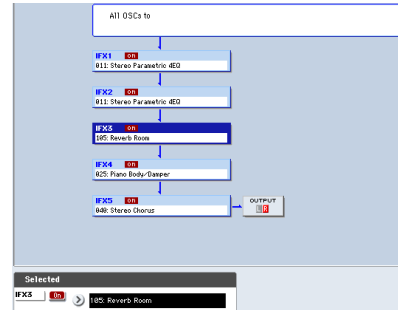 All OSCs to
IFX1 On
011: Stereo Parametric 4EQ
IFX2 On
011: Stereo Parametric 4EQ
IFX3 On
105: Reverb Room
IFX4 On
025: Piano Body/Damper
IFX5 On
040: Stereo Chorus
OUTPUT
Selected
IFX3 On 105: Reverb Room